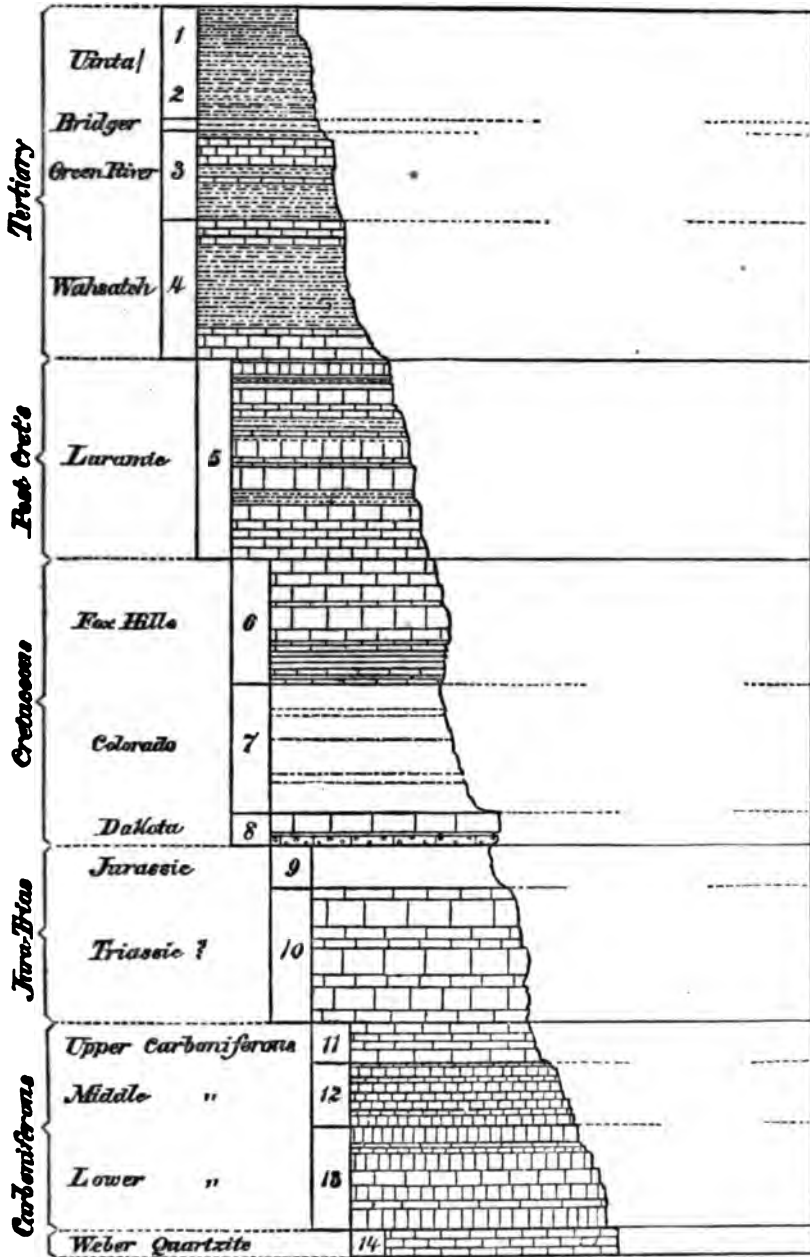 Tertiary
Uinta
1
2
Bridger
Green River 3
Wahsatch 4
Post Cret's
Laramie 5
Cretaceous
Fox Hills 6
Colorado 7
Dakota 8
Jura-Trias
Jurassic 9
Triassic ? 10
Carboniferous
Upper Carboniferous 11
Middle " 12
Lower " 13
Weber Quartzite 14